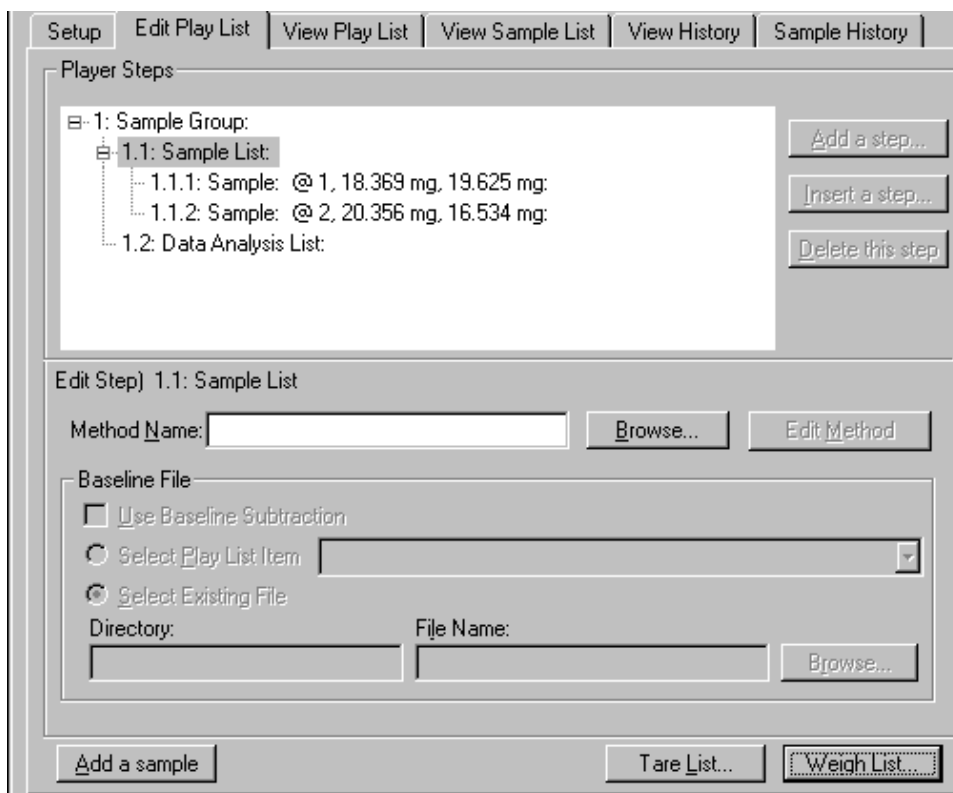 Setup Edit Play List View Play List View Sample List View History Sample History
Player Steps
1: Sample Group:
1.1: Sample List:
Add a step...
1.1.1: Sample: @ 1, 18.369 mg, 19.625 mg:
Insert a step...
1.1.2: Sample: @ 2, 20.356 mg, 16.534 mg:
1.2: Data Analysis List:
Delete this step
Edit Step) 1.1: Sample List
Method Name: Browse... Edit Method
Baseline File
Use Baseline Subtraction
Select Play List Item
Select Existing File
Directory: File Name:
Browse...
Add a sample Tare List... Weigh List...